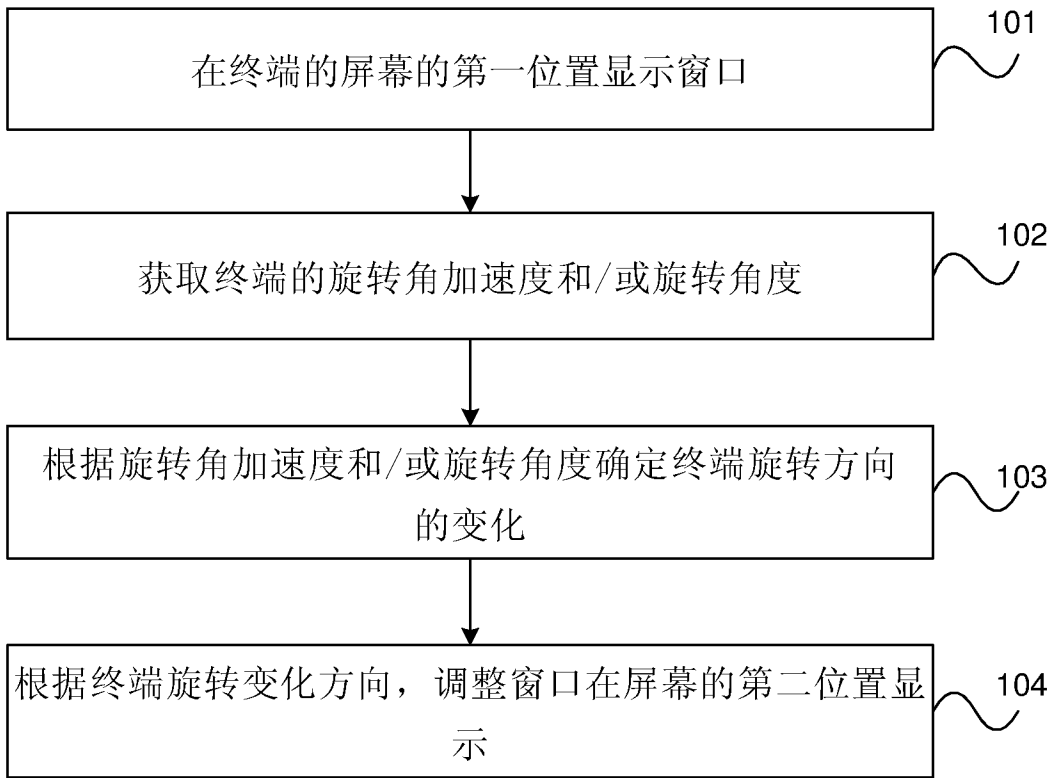 在终端的屏幕的第一位置显示窗口
101
获取终端的旋转角加速度和/或旋转角度
102
根据旋转角加速度和/或旋转角度确定终端旋转方向
的变化
103
根据终端旋转变化方向，调整窗口在屏幕的第二位置显
示
104